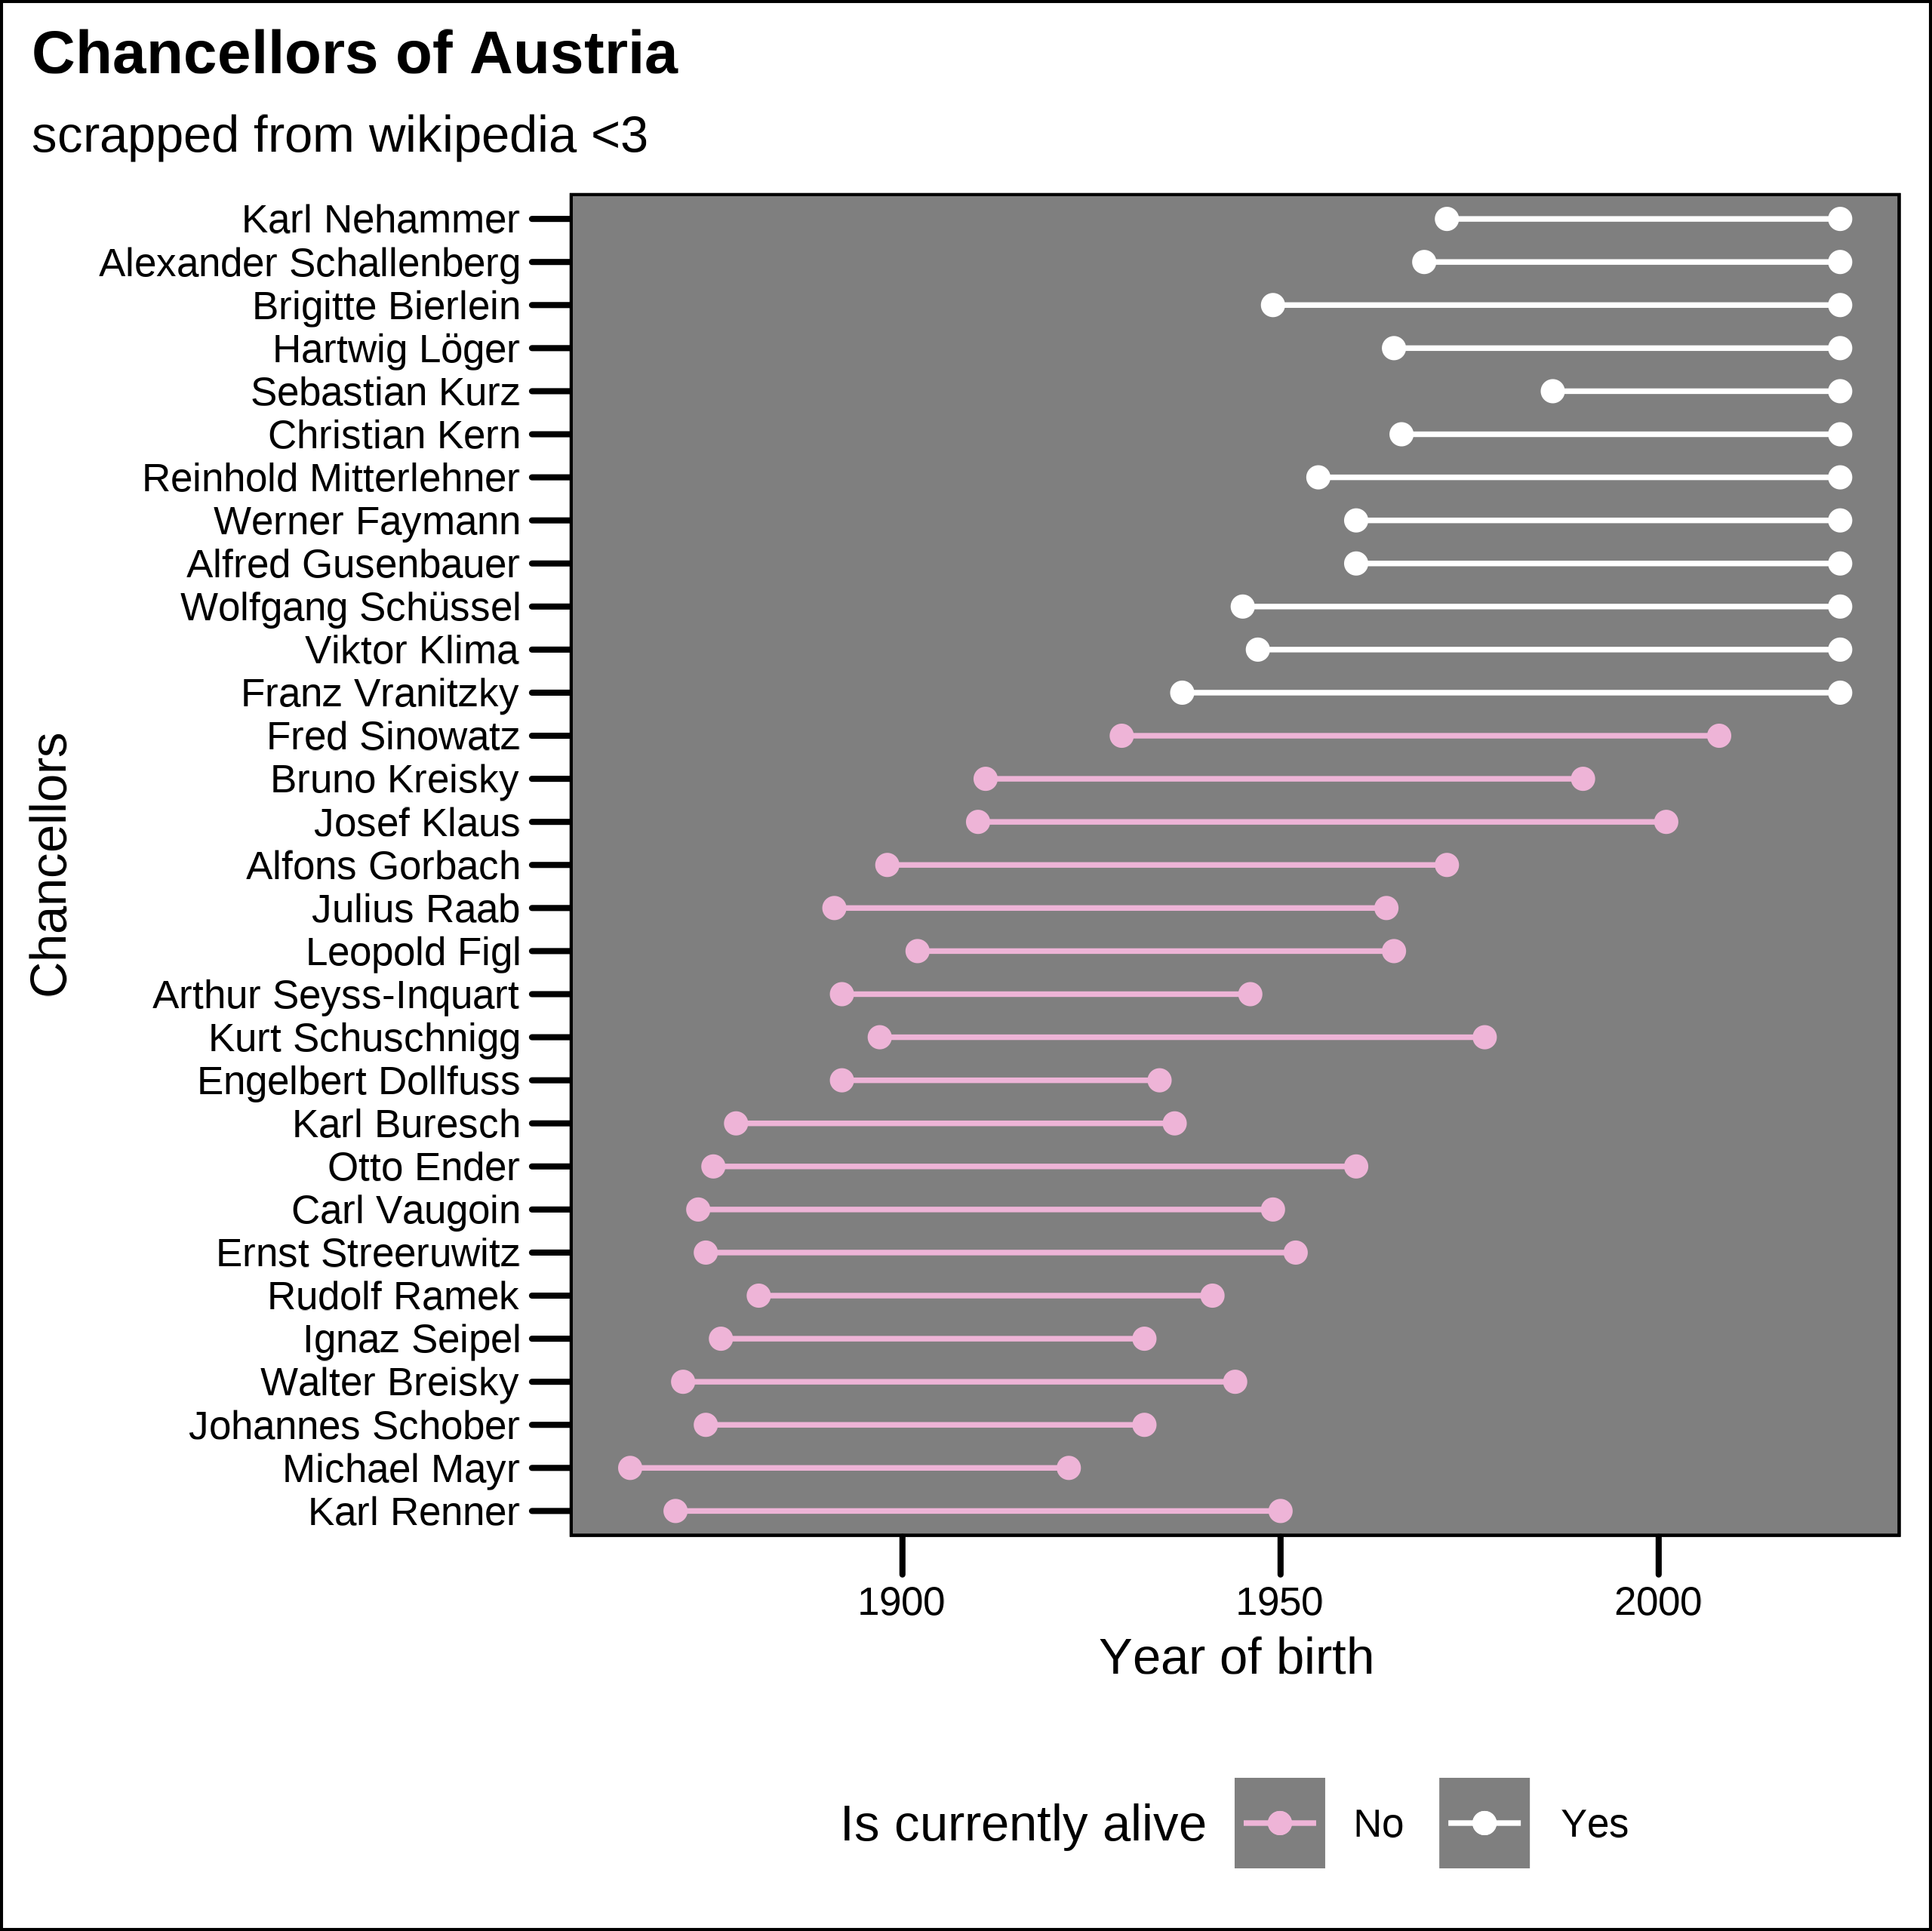 Chancellors of Austria
scrapped from wikipedia <3
Chancellors
Karl Nehammer
Alexander Schallenberg
Brigitte Bierlein
Hartwig Löger
Sebastian Kurz
Christian Kern
Reinhold Mitterlehner
Werner Faymann
Alfred Gusenbauer
Wolfgang Schüssel
Viktor Klima
Franz Vranitzky
Fred Sinowatz
Bruno Kreisky
Josef Klaus
Alfons Gorbach
Julius Raab
Leopold Figl
Arthur Seyss-Inquart
Kurt Schuschnigg
Engelbert Dollfuss
Karl Buresch
Otto Ender
Carl Vaugoin
Ernst Streeruwitz
Rudolf Ramek
Ignaz Seipel
Walter Breisky
Johannes Schober
Michael Mayr
Karl Renner
1900 1950 2000
Year of birth
Is currently alive No Yes